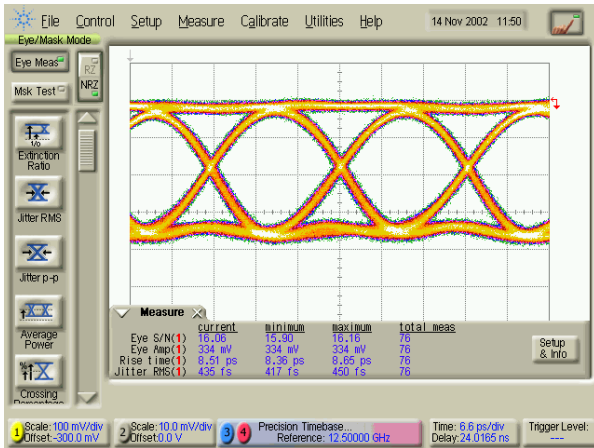 File Control Setup Measure Calibrate Utilities Help 14 Nov 2002 11:50
Eye/Mask Mode
Eye Meas
RZ
NRZ
Msk Test
1/0
Extinction
Ratio
Jitter RMS
Jitter p-p
Average
Power
Crossing
Measure
current minimum maximum total meas
Eye S/N(1) 16.06 15.90 16.16 76
Eye Amp(1) 334 mV 334 mV 334 mV 76
Rise time(1) 8.51 ps 8.36 ps 8.65 ps 76
Jitter RMS(1) 435 fs 417 fs 450 fs 76
Setup
& Info
1 Scale: 100 mV/div
Offset:-300.0 mV
2 Scale: 10.0 mV/div
Offset:0.0 V
3 4 Precision Timebase...
Reference: 12.50000 GHz
Time: 6.6 ps/div
Delay:24.0165 ns
Trigger Level:
---